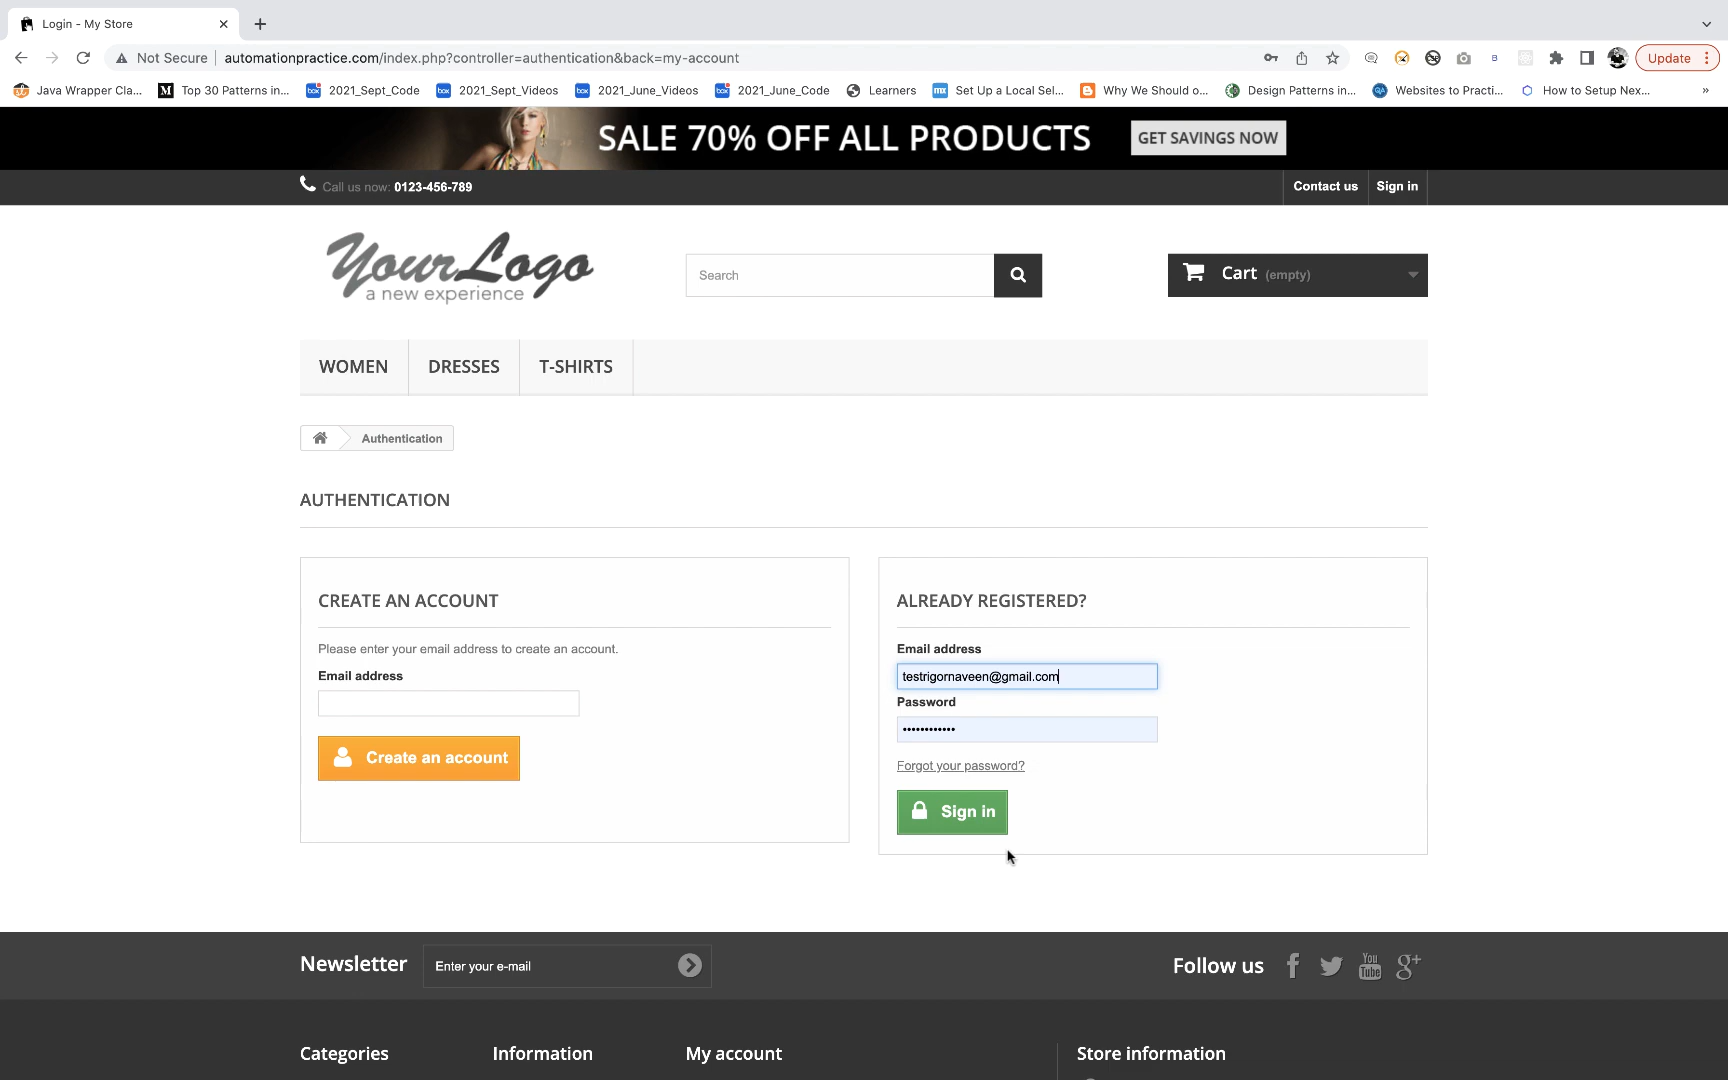 Login - My Store
Not Secure automationpractice.com/index.php?controller=authentication&back=my-account Update
Java Wrapper Cla... Top 30 Patterns in... 2021_Sept_Code 2021_Sept_Videos 2021_June_Videos 2021_June_Code Learners Set Up a Local Sel... Why We Should o... Design Patterns in... Websites to Practi... How to Setup Nex... »
SALE 70% OFF ALL PRODUCTS GET SAVINGS NOW
Call us now: 0123-456-789 Contact us Sign in
YourLogo
a new experience
Search
Cart (empty)
WOMEN DRESSES T-SHIRTS
Authentication
AUTHENTICATION
CREATE AN ACCOUNT
Please enter your email address to create an account.
Email address
Create an account
ALREADY REGISTERED?
Email address
testrigornaveen@gmail.com
Password
••••••••••••
Forgot your password?
Sign in
Newsletter Enter your e-mail Follow us
Categories Information My account Store information